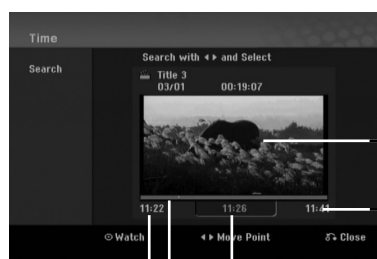 Time
Search
Search with ◀ ▶ and Select
Title 3
03/01 00:19:07
11:22 11:26 11:41
⊙ Watch ◀ ▶ Move Point Close